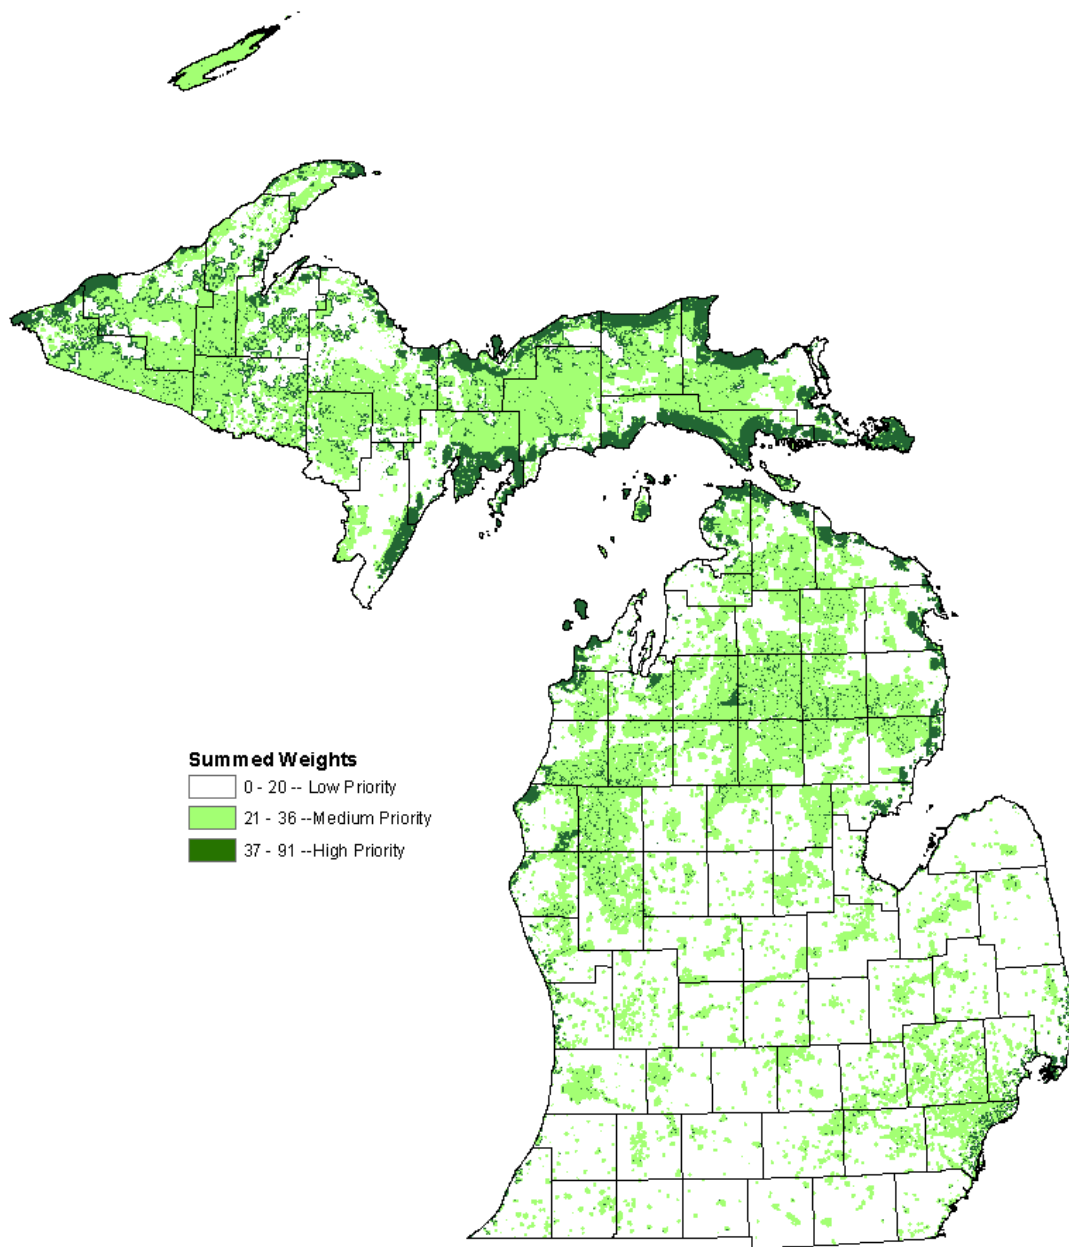 Summed Weights
0 - 20 -- Low Priority
21 - 36 --Medium Priority
37 - 91 --High Priority